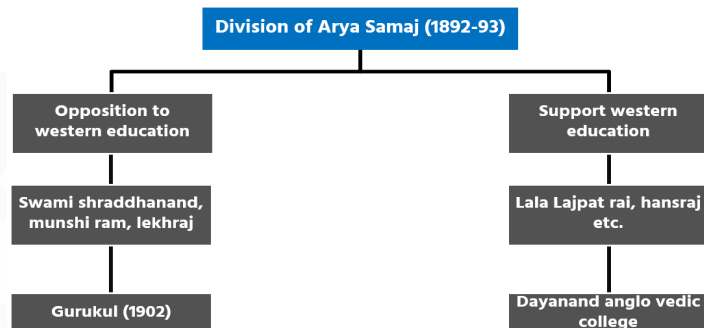 Division of Arya Samaj (1892-93)
Opposition to
western education
Support western
education
Swami shraddhanand,
munshi ram, lekhraj
Lala Lajpat rai, hansraj
etc.
Gurukul (1902)
Dayanand anglo vedic
college